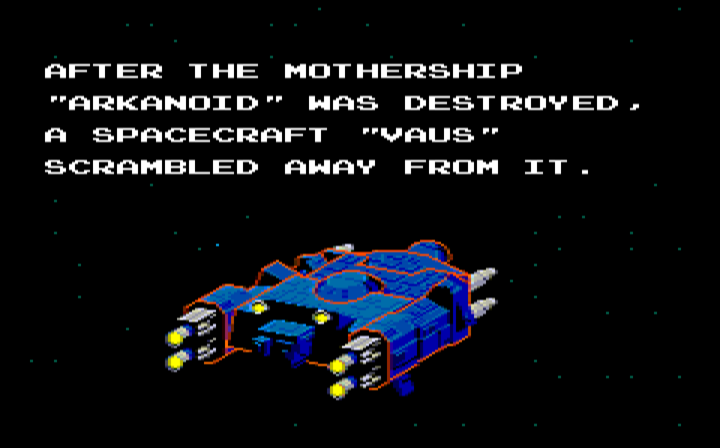 AFTER THE MOTHERSHIP
"ARKANOID" WAS DESTROYED,
A SPACECRAFT "VAUS"
SCRAMBLED AWAY FROM IT.